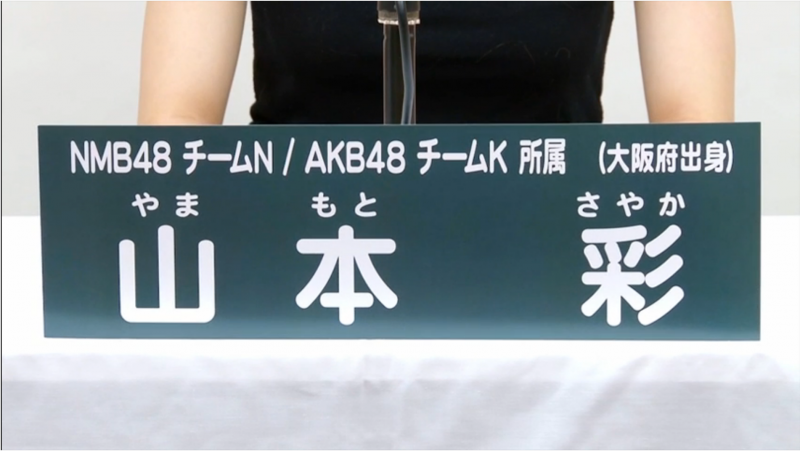 NMB48 チームN / AKB48 チームK 所属 (大阪府出身)
やま もと さやか
山本 彩